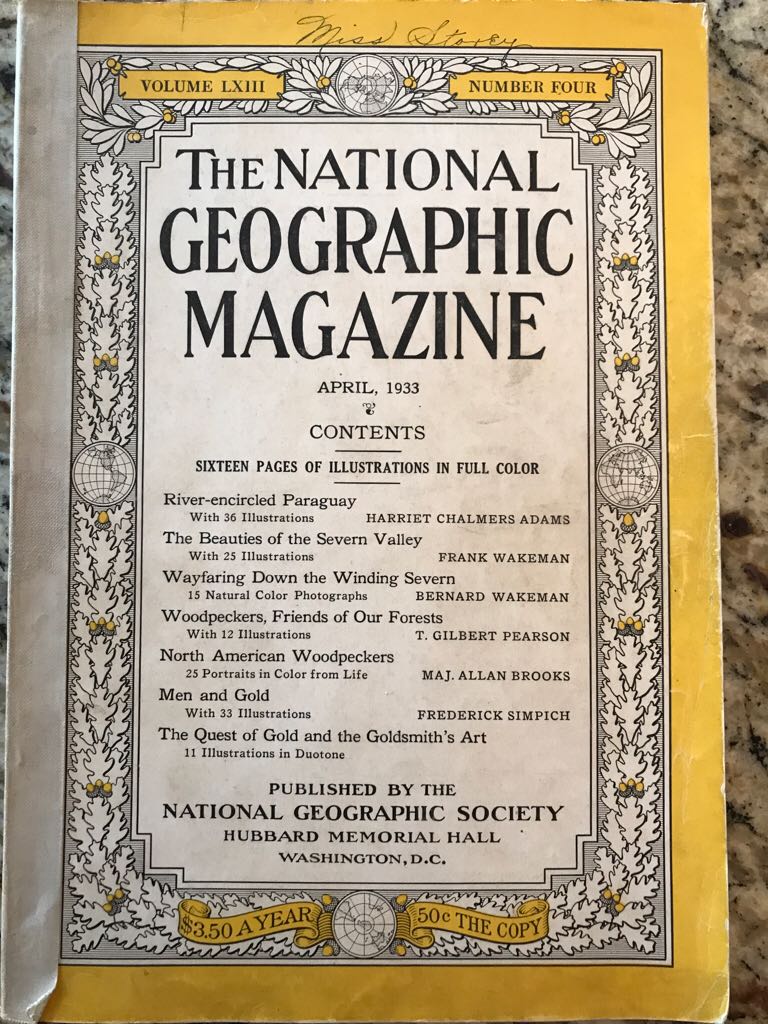 Miss Storey
VOLUME LXIII NUMBER FOUR
THE NATIONAL
GEOGRAPHIC
MAGAZINE
APRIL, 1933
CONTENTS
SIXTEEN PAGES OF ILLUSTRATIONS IN FULL COLOR
River-encircled Paraguay
With 36 Illustrations HARRIET CHALMERS ADAMS
The Beauties of the Severn Valley
With 25 Illustrations FRANK WAKEMAN
Wayfaring Down the Winding Severn
15 Natural Color Photographs BERNARD WAKEMAN
Woodpeckers, Friends of Our Forests
With 12 Illustrations T. GILBERT PEARSON
North American Woodpeckers
25 Portraits in Color from Life MAJ. ALLAN BROOKS
Men and Gold
With 33 Illustrations FREDERICK SIMPICH
The Quest of Gold and the Goldsmith's Art
11 Illustrations in Duotone
PUBLISHED BY THE
NATIONAL GEOGRAPHIC SOCIETY
HUBBARD MEMORIAL HALL
WASHINGTON, D.C.
$3.50 A YEAR 50c THE COPY